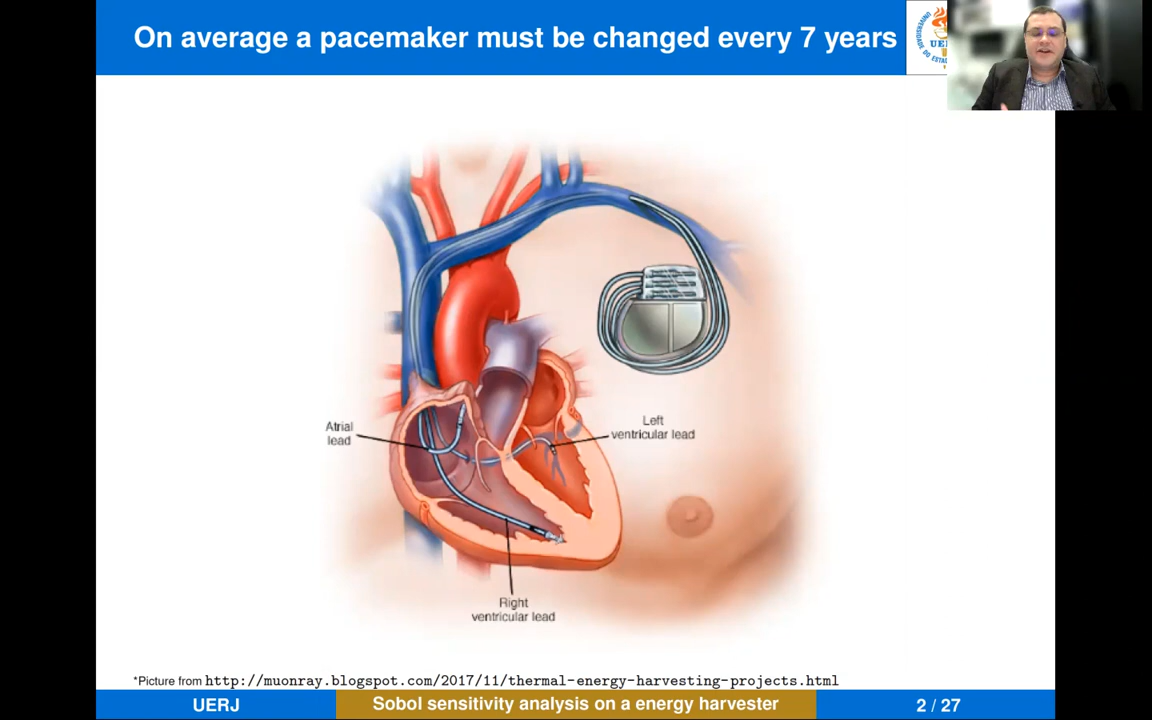 On average a pacemaker must be changed every 7 years
Atrial
lead
Left
ventricular lead
Right
ventricular lead
*Picture from http://muonray.blogspot.com/2017/11/thermal-energy-harvesting-projects.html
UERJ
Sobol sensitivity analysis on a energy harvester
2 / 27